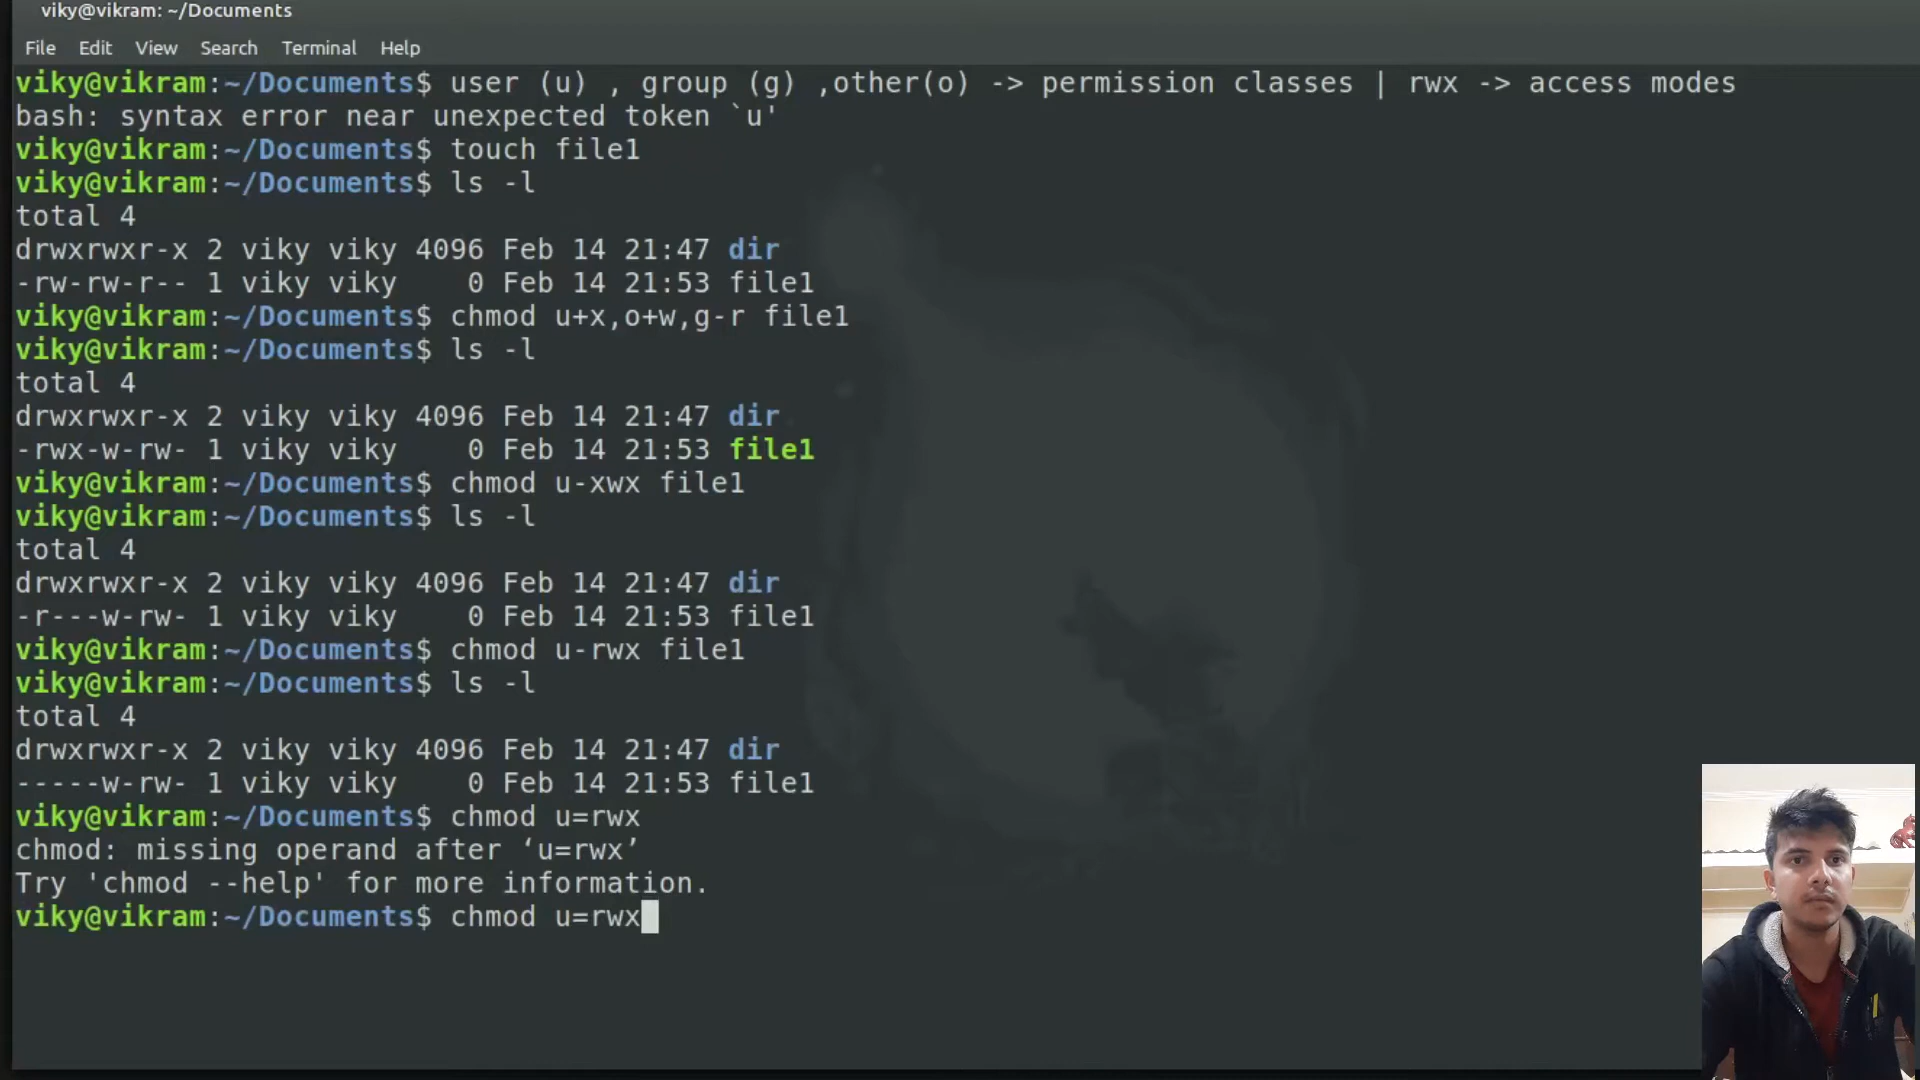 viky@vikram: ~/Documents
File Edit View Search Terminal Help
viky@vikram:~/Documents$ user (u) , group (g) ,other(o) -> permission classes | rwx -> access modes
bash: syntax error near unexpected token `u'
viky@vikram:~/Documents$ touch file1
viky@vikram:~/Documents$ ls -l
total 4
drwxrwxr-x 2 viky viky 4096 Feb 14 21:47 dir
-rw-rw-r-- 1 viky viky    0 Feb 14 21:53 file1
viky@vikram:~/Documents$ chmod u+x,o+w,g-r file1
viky@vikram:~/Documents$ ls -l
total 4
drwxrwxr-x 2 viky viky 4096 Feb 14 21:47 dir
-rwx-w-rw- 1 viky viky    0 Feb 14 21:53 file1
viky@vikram:~/Documents$ chmod u-xwx file1
viky@vikram:~/Documents$ ls -l
total 4
drwxrwxr-x 2 viky viky 4096 Feb 14 21:47 dir
-r---w-rw- 1 viky viky    0 Feb 14 21:53 file1
viky@vikram:~/Documents$ chmod u-rwx file1
viky@vikram:~/Documents$ ls -l
total 4
drwxrwxr-x 2 viky viky 4096 Feb 14 21:47 dir
-----w-rw- 1 viky viky    0 Feb 14 21:53 file1
viky@vikram:~/Documents$ chmod u=rwx
chmod: missing operand after ‘u=rwx’
Try 'chmod --help' for more information.
viky@vikram:~/Documents$ chmod u=rwx